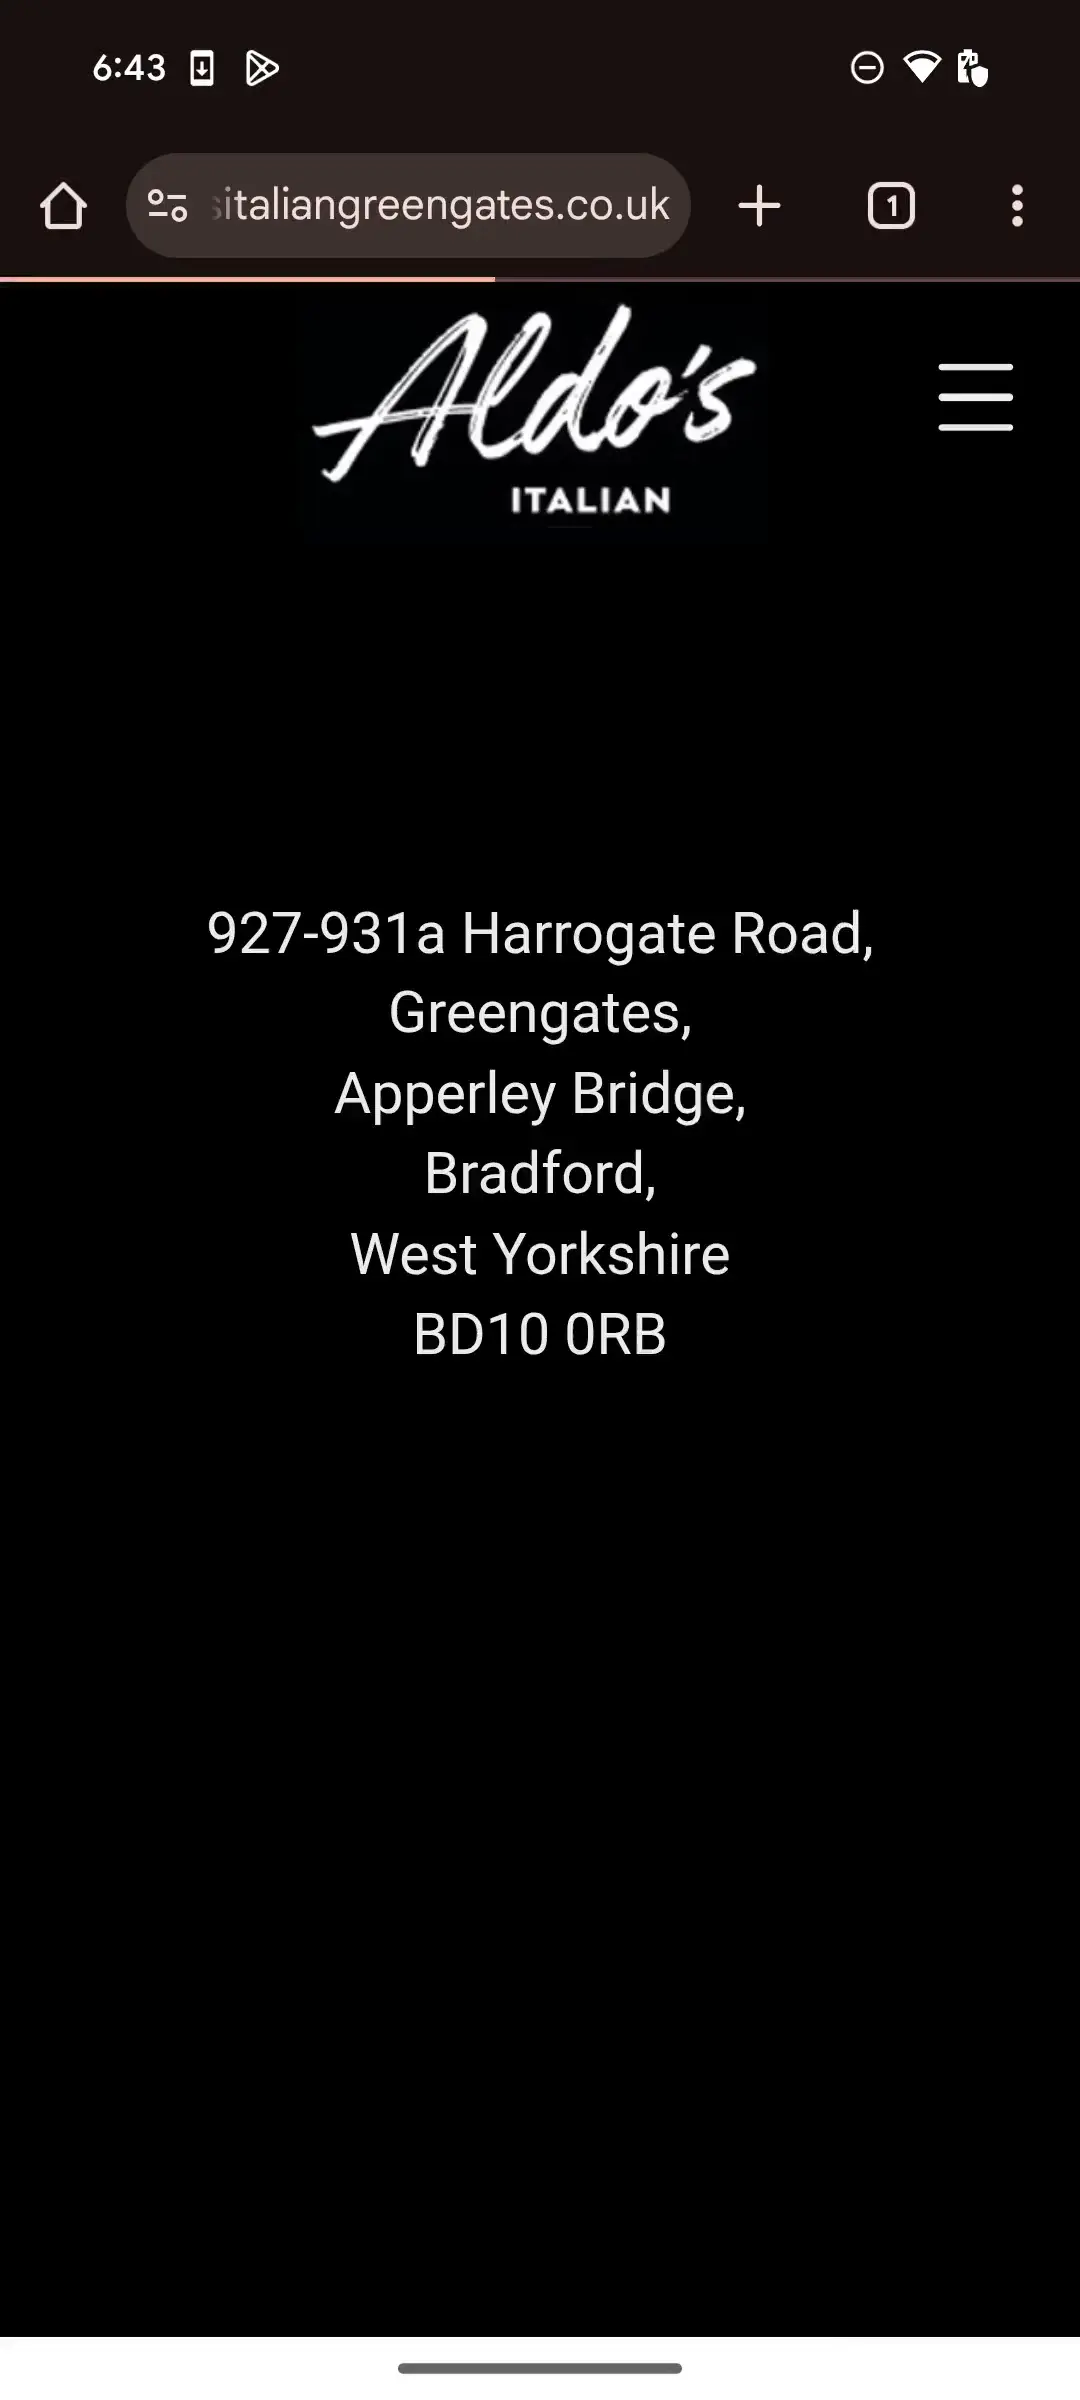 6:43
sitaliangreengates.co.uk
1
Aldo's
ITALIAN
927-931a Harrogate Road,
Greengates,
Apperley Bridge,
Bradford,
West Yorkshire
BD10 0RB